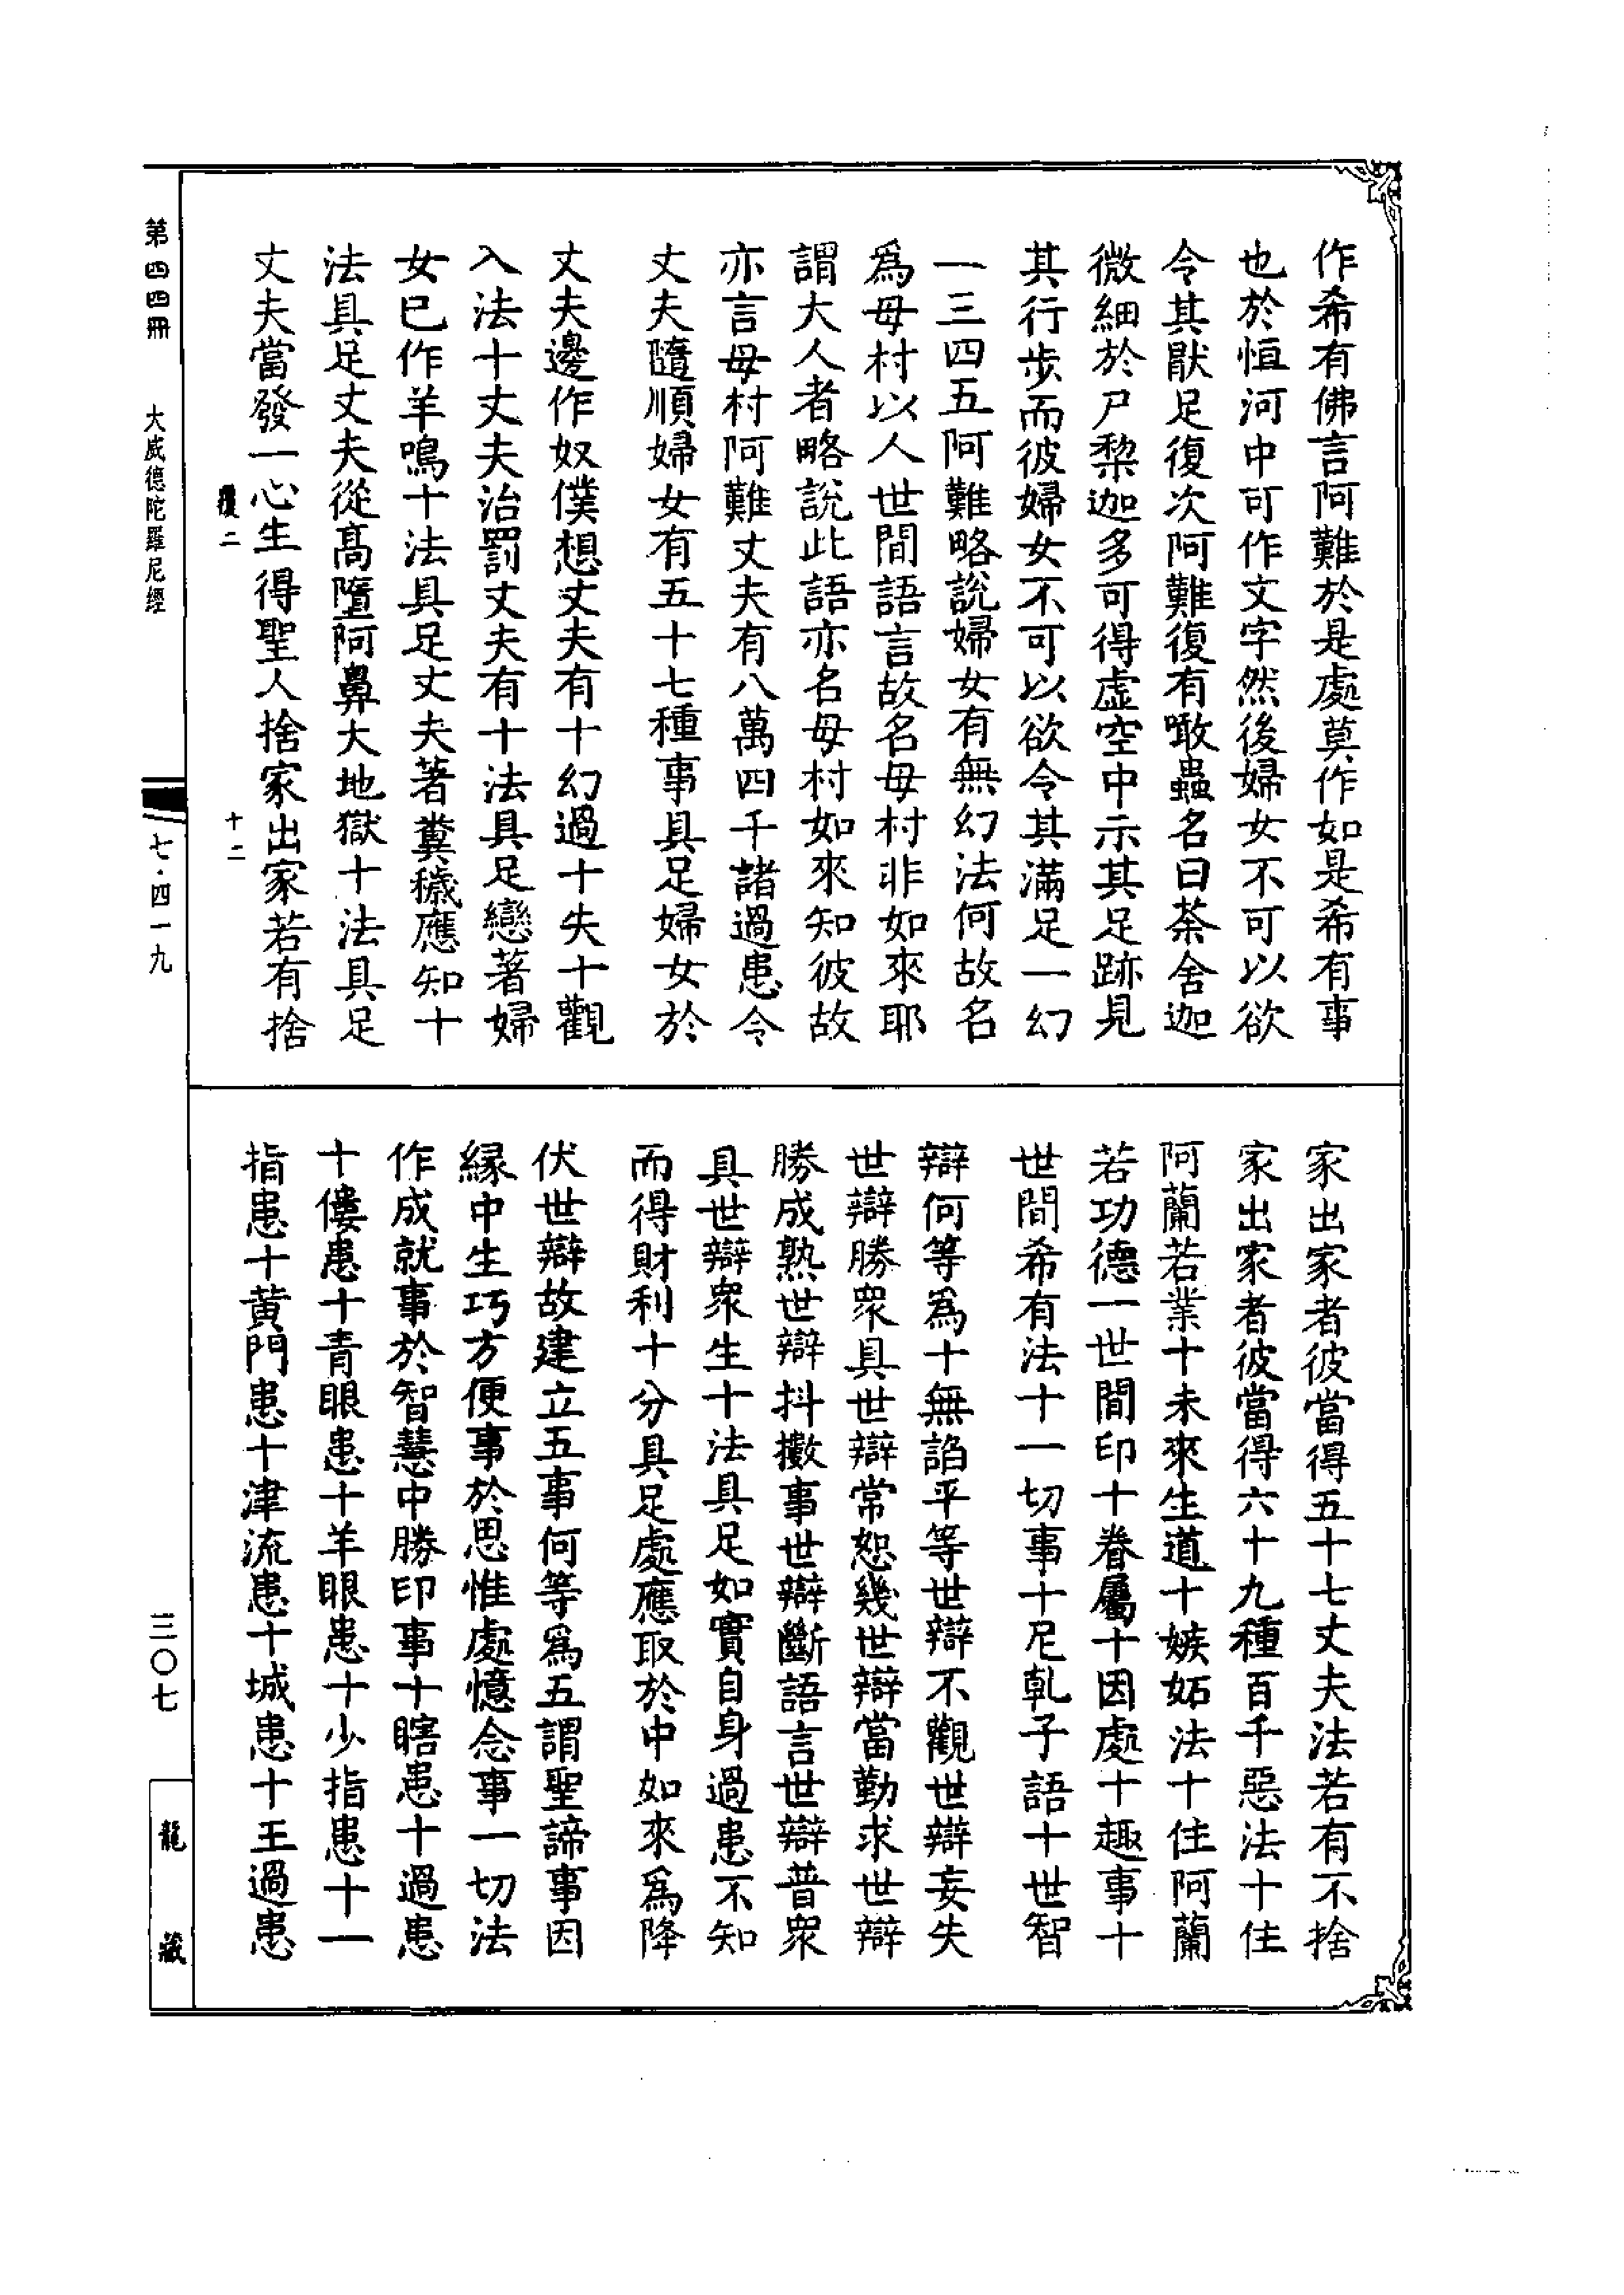 作希有佛言阿難於是處莫作如是希有事
也於恒河中可作文字然後婦女不可以欲
令其猒足復次阿難復有噉蟲名曰茶舍迦
微細於尸棃迦多可得虛空中示其足跡見
其行步而彼婦女不可以欲令其滿足一幻
一三四五阿難略說婦女有無幻法何故名
爲母村以人世間語言故名母村非如來耶
謂大人者略說此語亦名母村如來知彼故
亦言母村阿難丈夫有八萬四千諸過患令
丈夫隨順婦女有五十七種事具足婦女於
丈夫邊作奴僕想丈夫有十幻過十失十觀
入法十丈夫治罰丈夫有十法具足戀著婦
女巳作羊鳴十法具足丈夫著糞穢應知十
法具足丈夫從髙墮阿鼻大地獄十法具足
丈夫當發一心生得聖人捨家出家若有捨
家出家者彼當得五十七丈夫法若有不捨
家出家者彼當得六十九種百千惡法十住
阿蘭若業十未來生道十嫉妬法十住阿蘭
若功德一世間印十眷屬十因處十趣事十
世間希有法十一切事十尼乹子語十世智
辯何等爲十無諂平等世辯不觀世辯妄失
世辯勝衆具世辯常恕幾世辯當勤求世辯
勝成熟世辯抖擻事世辯斷語言世辯普衆
具世辯衆生十法具足如實自身過患不知
而得財利十分具足處應取於中如來爲降
伏世辯故建立五事何等爲五謂聖諦事因
縁中生巧方便事於思惟處憶念事一切法
作成就事於智慧中勝印事十瞎患十過患
十僂患十青眼患十羊眼患十少指患十一
指患十黄門患十津流患十城患十王過患
第四四冊
大威德陀羅尼經
覆二
十二
七·四一九
三〇七
龍藏